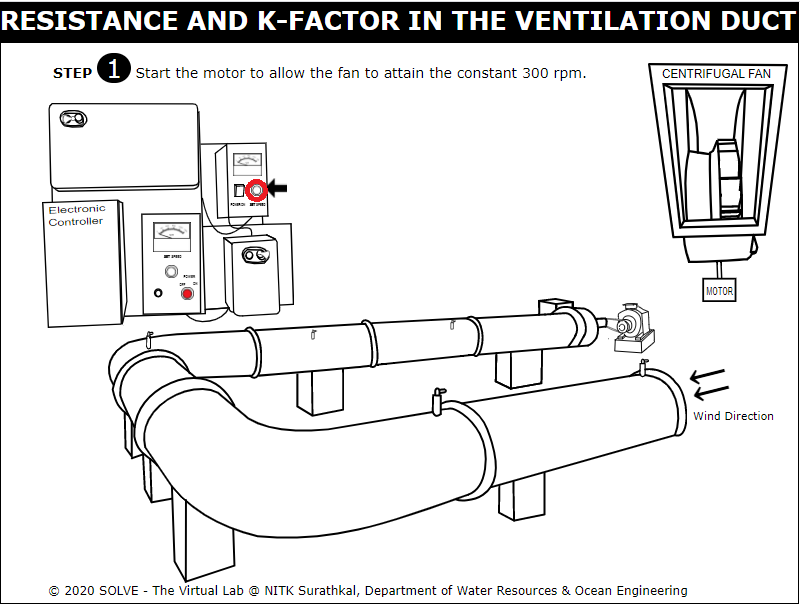 RESISTANCE AND K-FACTOR IN THE VENTILATION DUCT
STEP 1 Start the motor to allow the fan to attain the constant 300 rpm.
CENTRIFUGAL FAN
POWER ON SET SPEED
Electronic
Controller
SET SPEED
POWER
OFF ON
MOTOR
Wind Direction
© 2020 SOLVE - The Virtual Lab @ NITK Surathkal, Department of Water Resources & Ocean Engineering